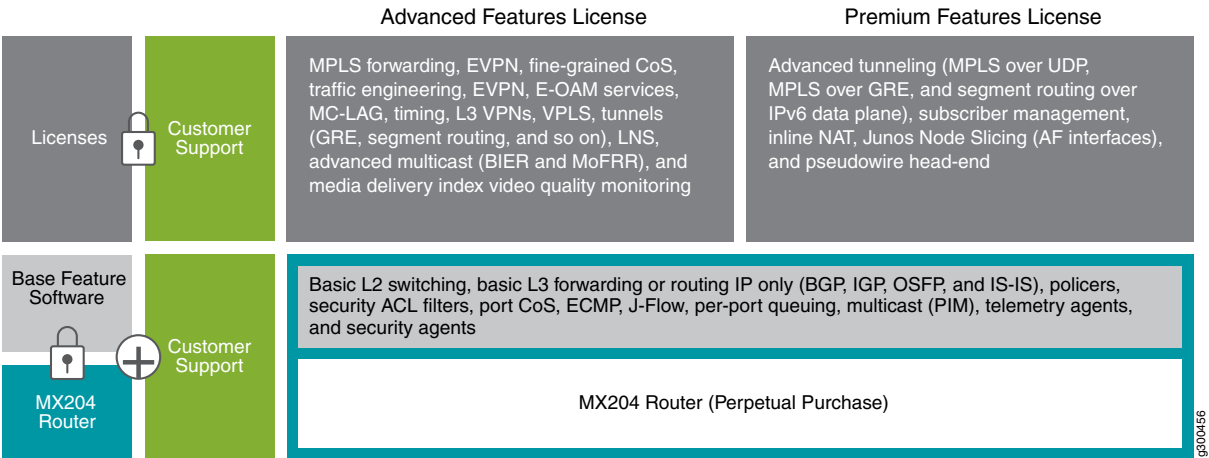 Advanced Features License
Premium Features License
Licenses
Customer
Support
MPLS forwarding, EVPN, fine-grained CoS,
traffic engineering, EVPN, E-OAM services,
MC-LAG, timing, L3 VPNs, VPLS, tunnels
(GRE, segment routing, and so on), LNS,
advanced multicast (BIER and MoFRR), and
media delivery index video quality monitoring
Advanced tunneling (MPLS over UDP,
MPLS over GRE, and segment routing over
IPv6 data plane), subscriber management,
inline NAT, Junos Node Slicing (AF interfaces),
and pseudowire head-end
Base Feature
Software
MX204
Router
Customer
Support
Basic L2 switching, basic L3 forwarding or routing IP only (BGP, IGP, OSFP, and IS-IS), policers,
security ACL filters, port CoS, ECMP, J-Flow, per-port queuing, multicast (PIM), telemetry agents,
and security agents
MX204 Router (Perpetual Purchase)
g300456